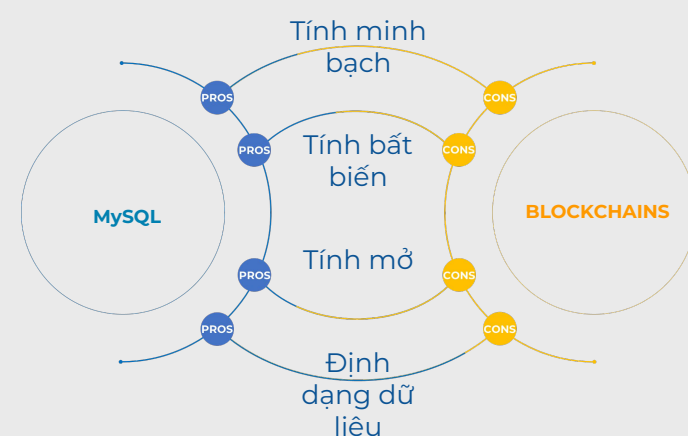 Tính minh
bạch
PROS
CONS
PROS
Tính bất
biến
CONS
MySQL
BLOCKCHAINS
PROS
Tính mở
CONS
PROS
CONS
Định
dạng dữ
liệu